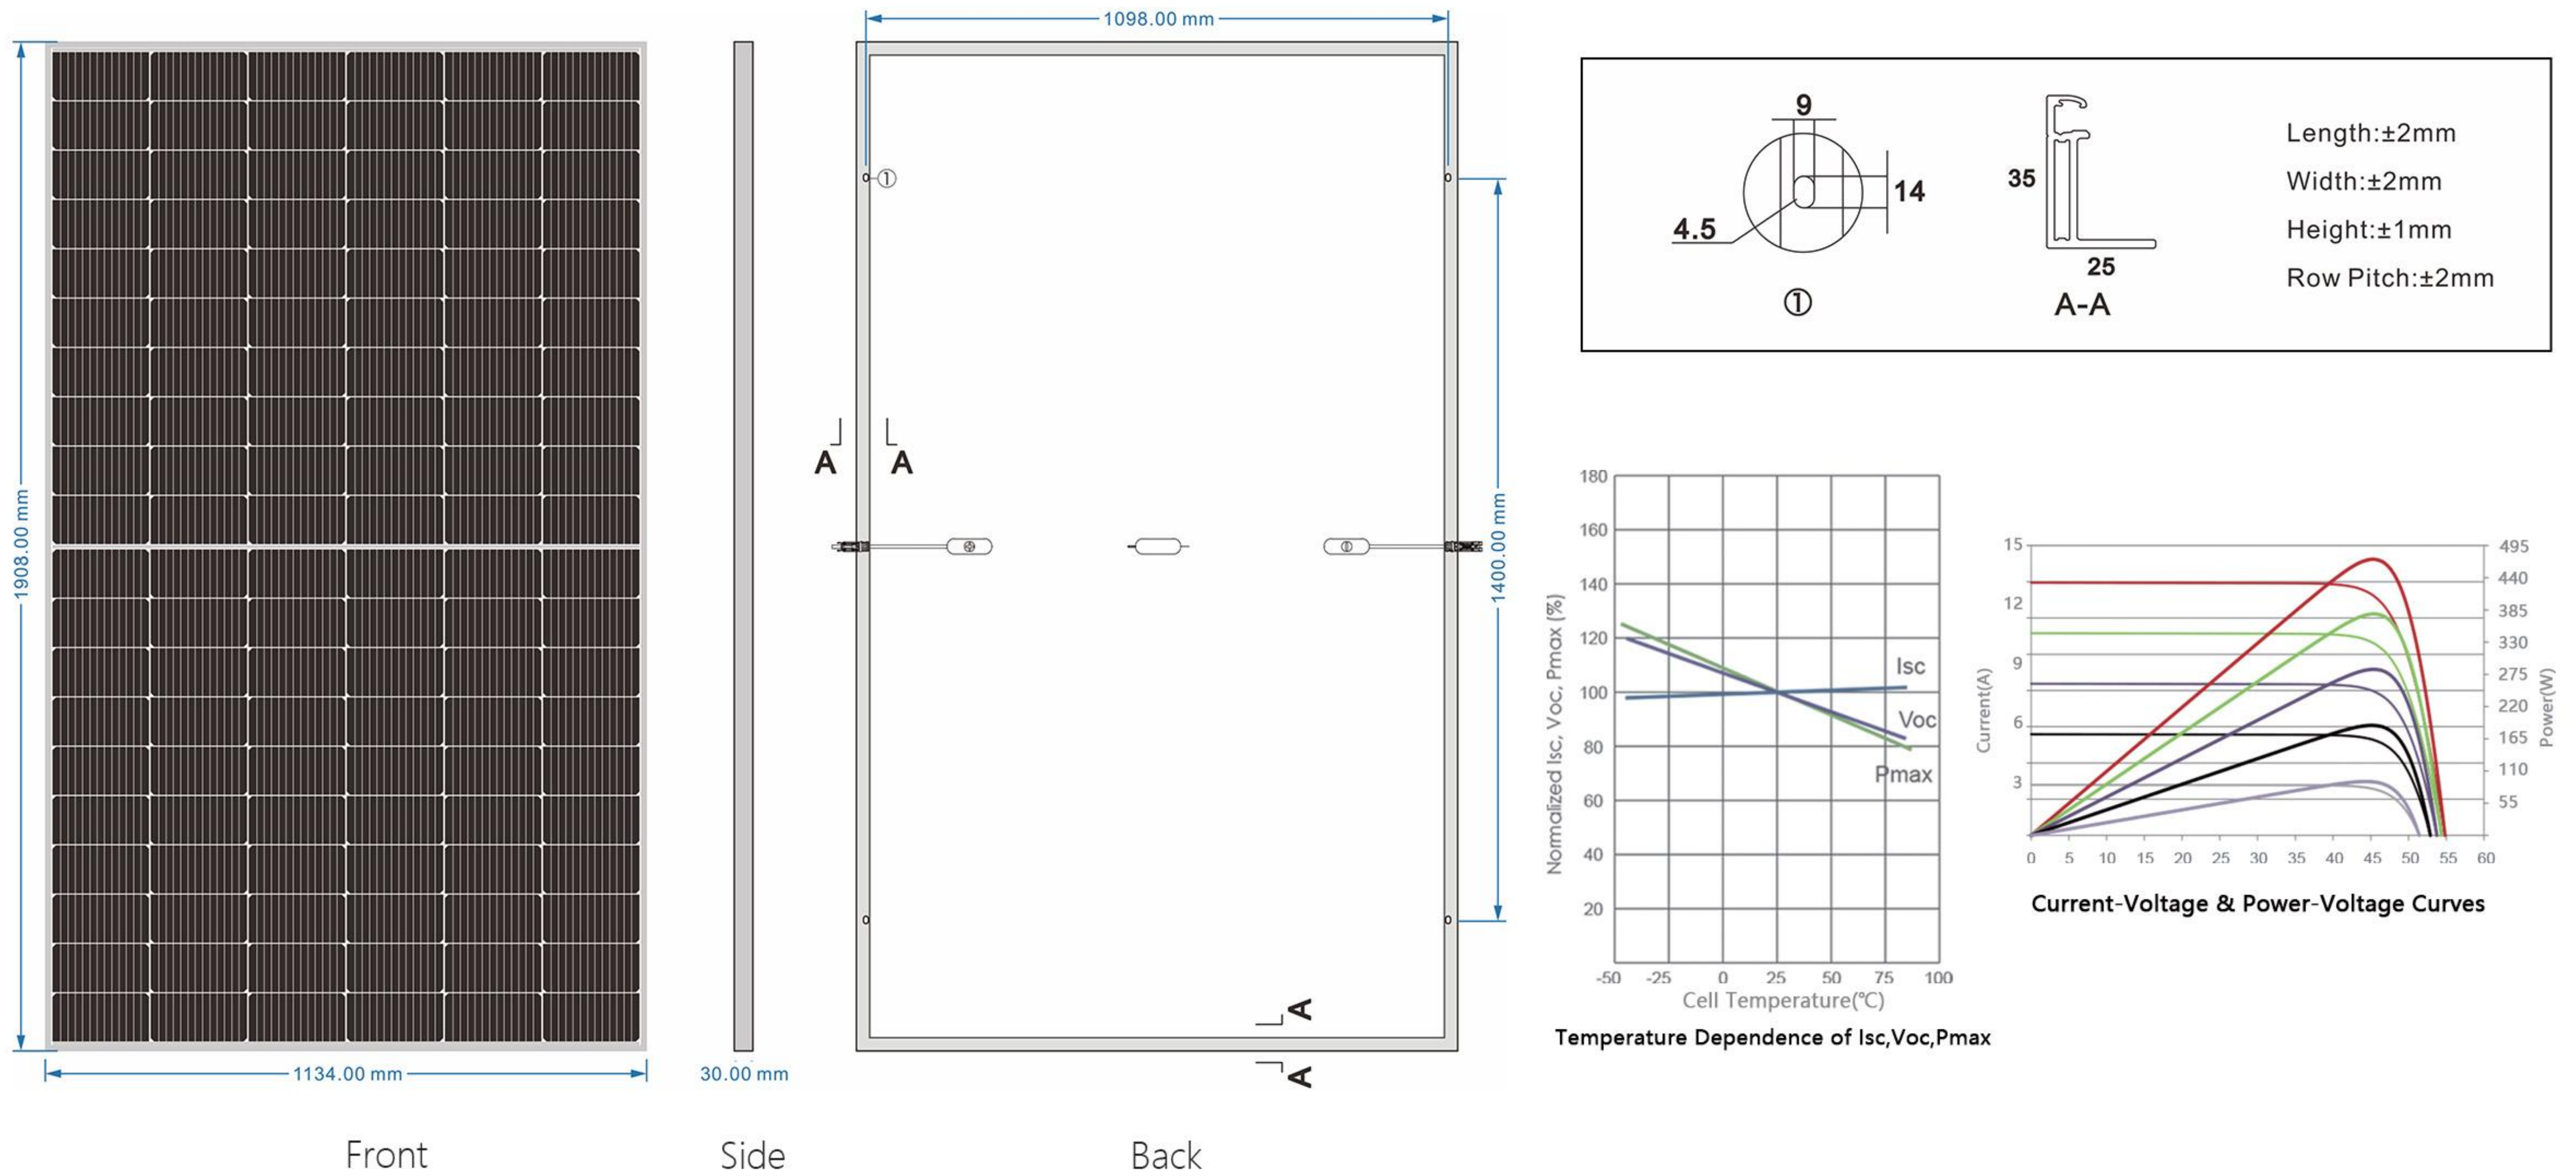 1908.00 mm
1134.00 mm
Front
30.00 mm
Side
1098.00 mm
①
A A
1400.00 mm
A
A
Back
9
14
4.5
①
35
25
A-A
Length:±2mm
Width:±2mm
Height:±1mm
Row Pitch:±2mm
Normalized Isc, Voc, Pmax (%)
180
160
140
120
100
80
60
40
20
-50 -25 0 25 50 75 100
Isc
Voc
Pmax
Cell Temperature(℃)
Temperature Dependence of Isc,Voc,Pmax
Current(A)
15
12
9
6
3
495
440
385
330
275
220
165
110
55
Power(W)
0 5 10 15 20 25 30 35 40 45 50 55 60
Current-Voltage & Power-Voltage Curves